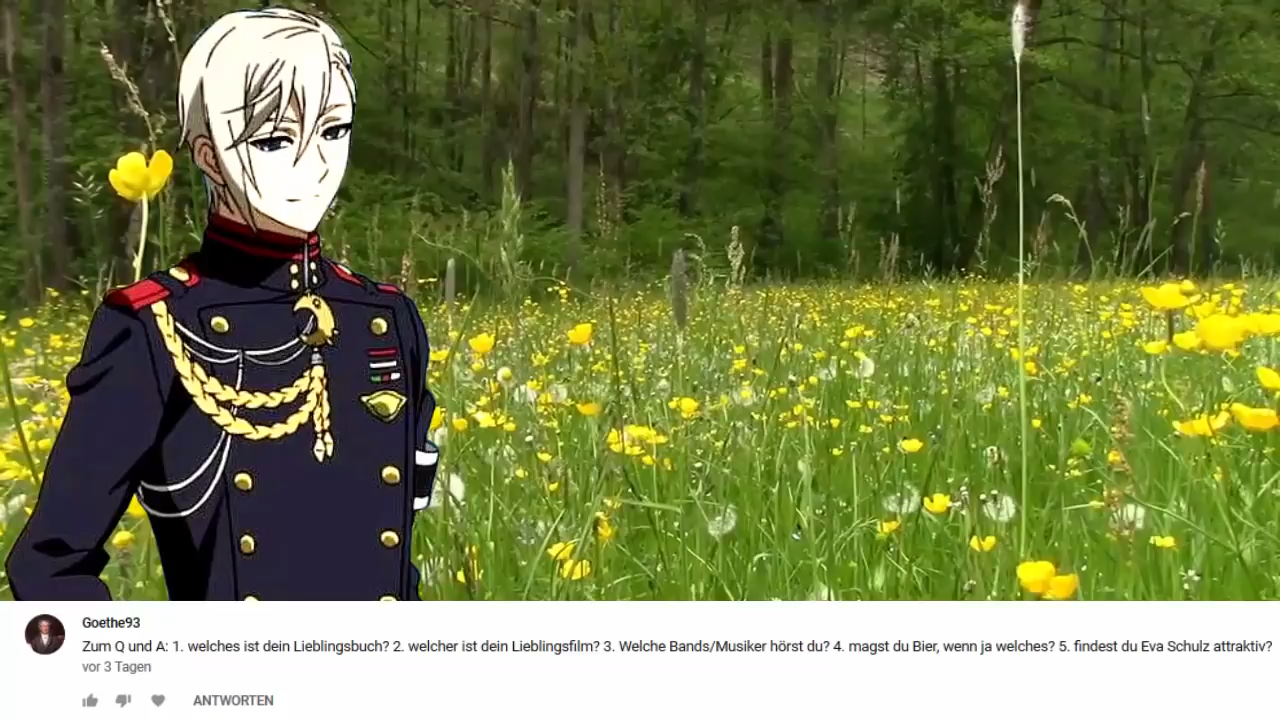 Goethe93
Zum Q und A: 1. welches ist dein Lieblingsbuch? 2. welcher ist dein Lieblingsfilm? 3. Welche Bands/Musiker hörst du? 4. magst du Bier, wenn ja welches? 5. findest du Eva Schulz attraktiv?
vor 3 Tagen
ANTWORTEN